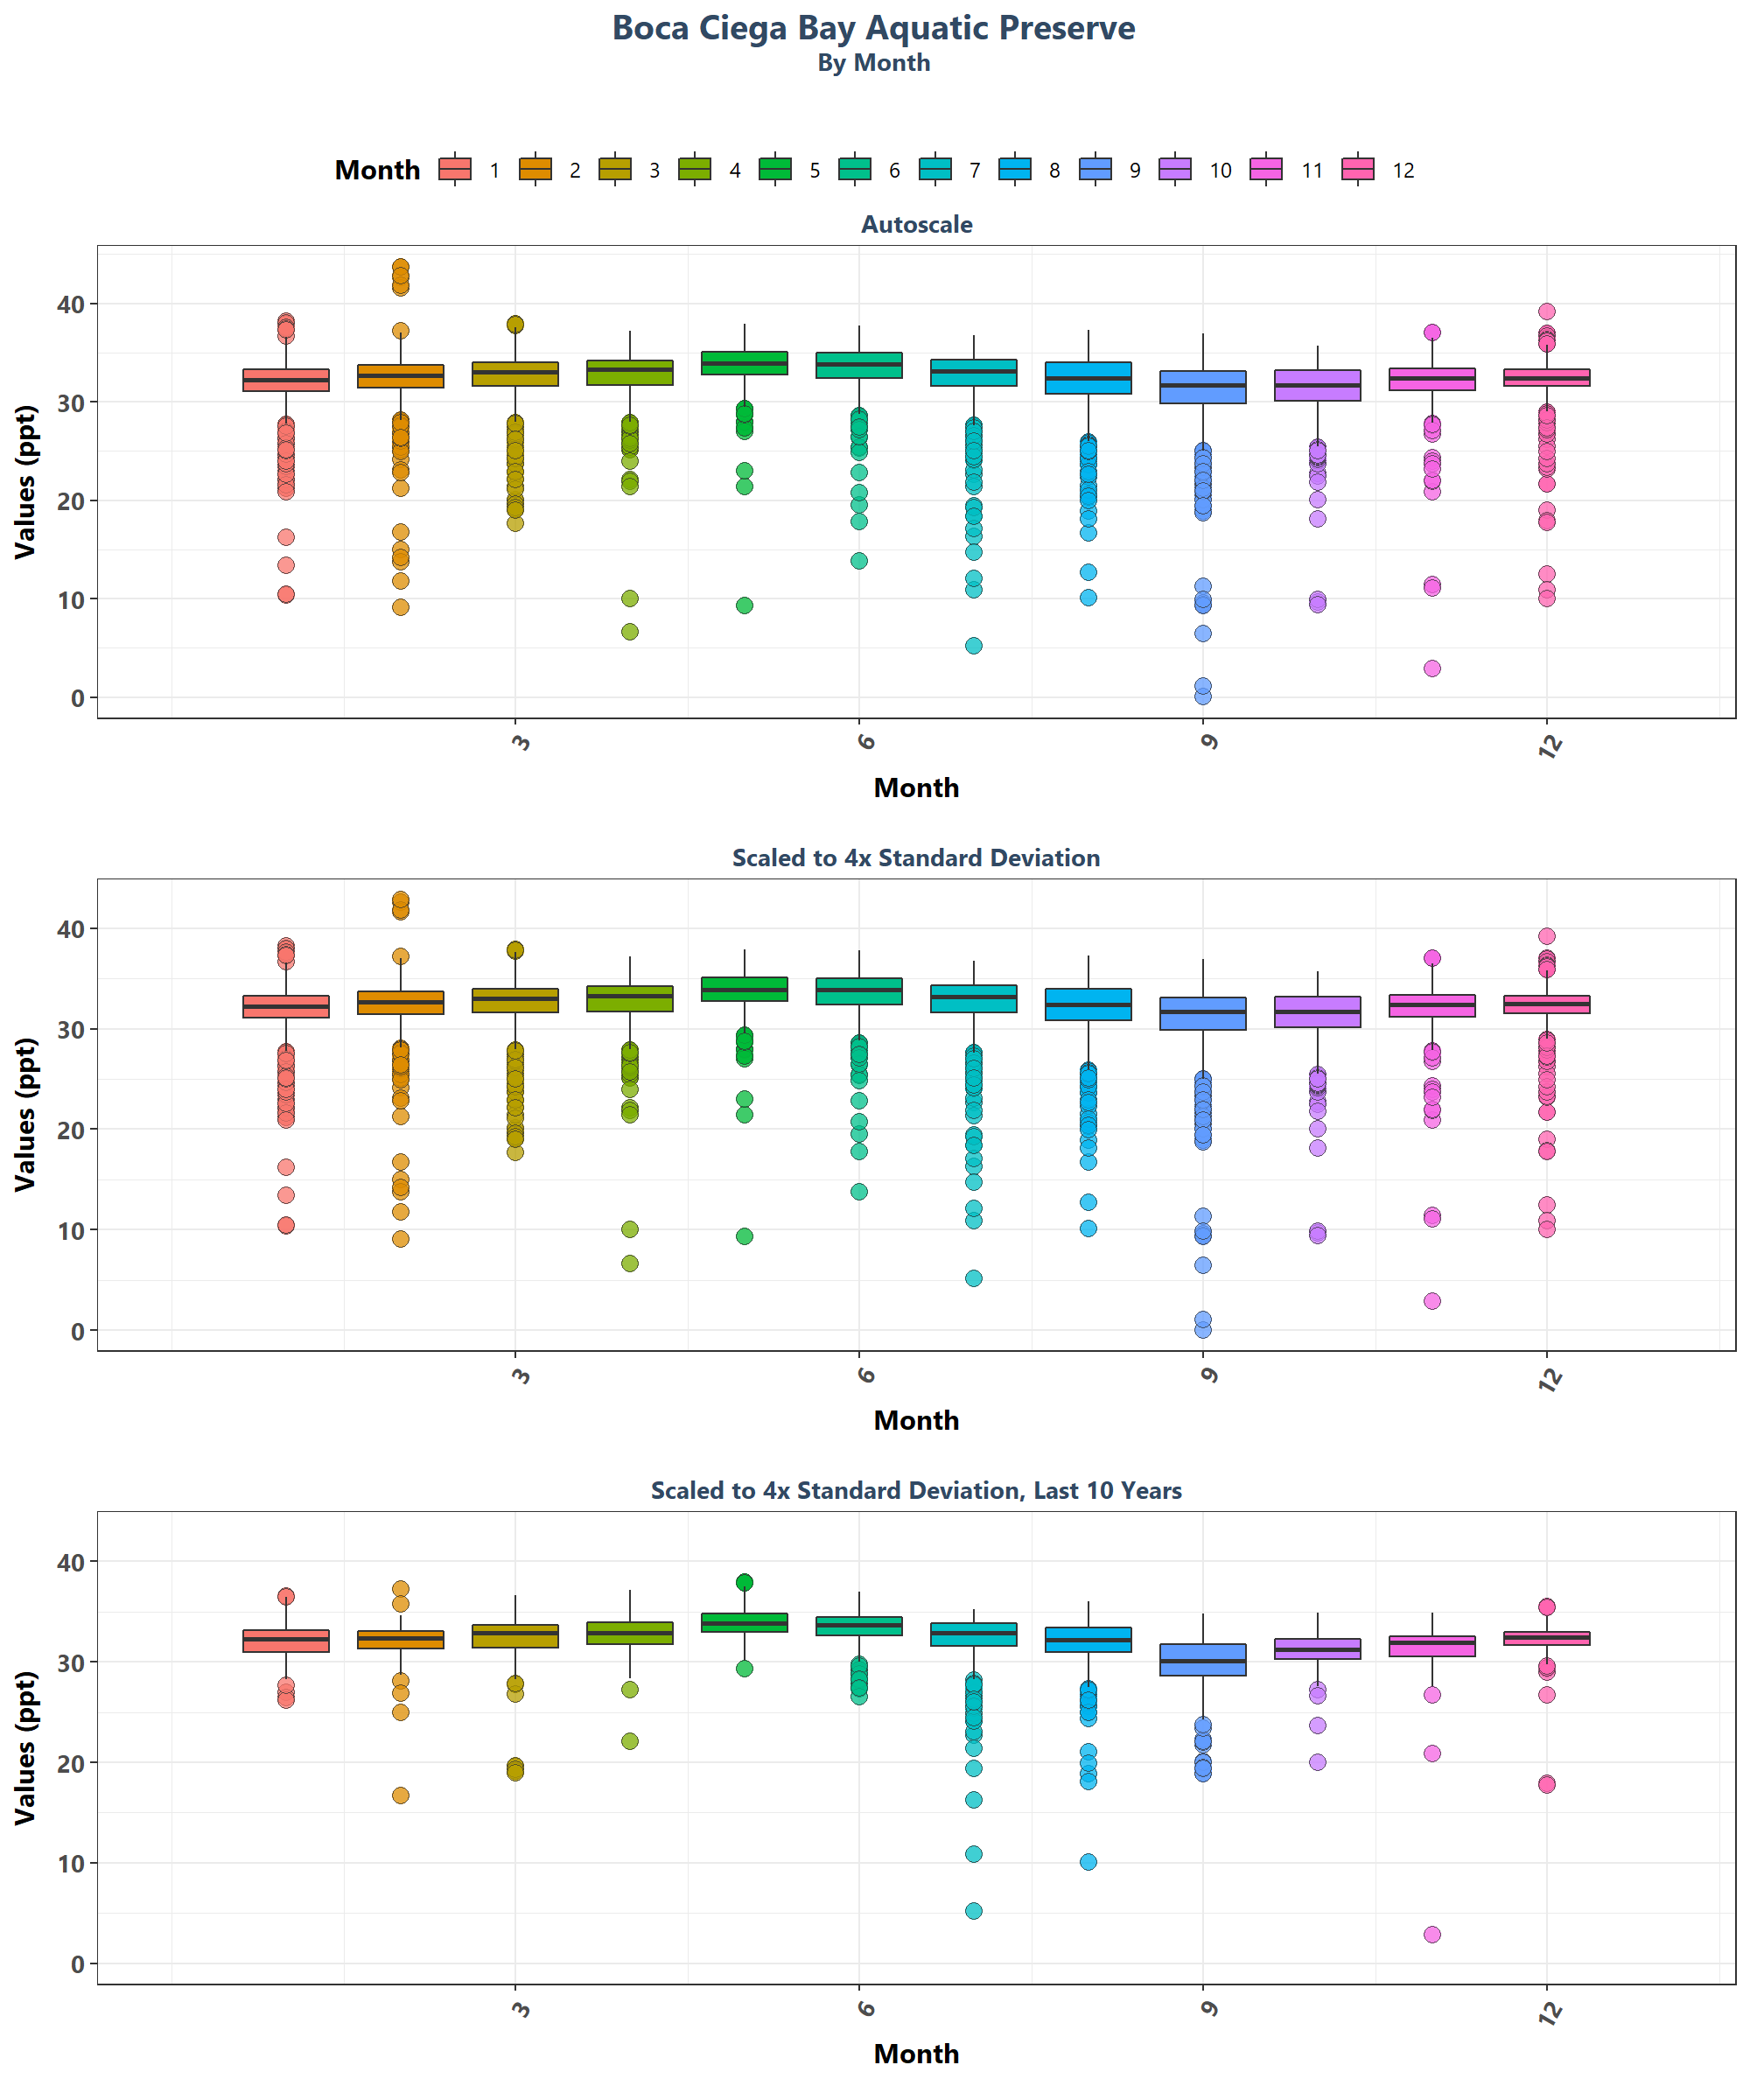 Boca Ciega Bay Aquatic Preserve
By Month
Month 1 2 3 4 5 6 7 8 9 10 11 12
Autoscale
Values (ppt)
40
30
20
10
0
3 6 9 12
Month
Scaled to 4x Standard Deviation
Values (ppt)
40
30
20
10
0
3 6 9 12
Month
Scaled to 4x Standard Deviation, Last 10 Years
Values (ppt)
40
30
20
10
0
3 6 9 12
Month